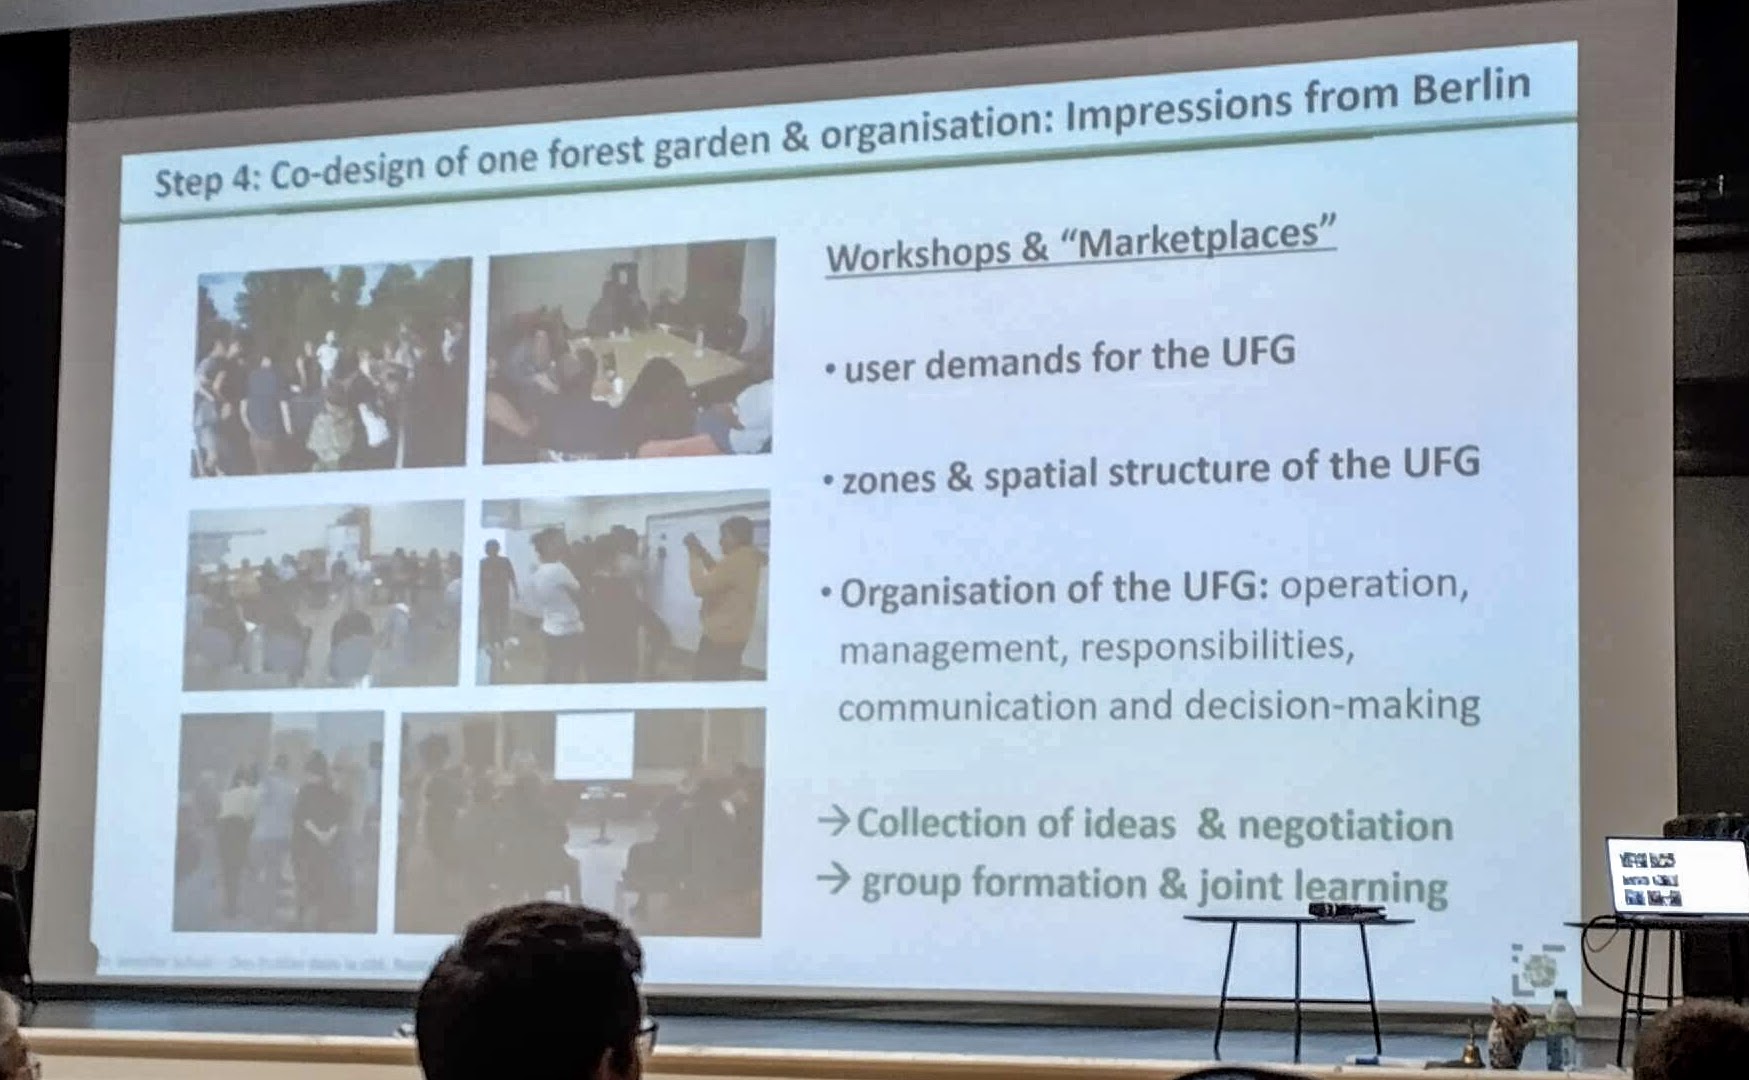 Step 4: Co-design of one forest garden & organisation: Impressions from Berlin
Workshops & “Marketplaces”
• user demands for the UFG
• zones & spatial structure of the UFG
• Organisation of the UFG: operation,
management, responsibilities,
communication and decision-making
→ Collection of ideas & negotiation
→ group formation & joint learning